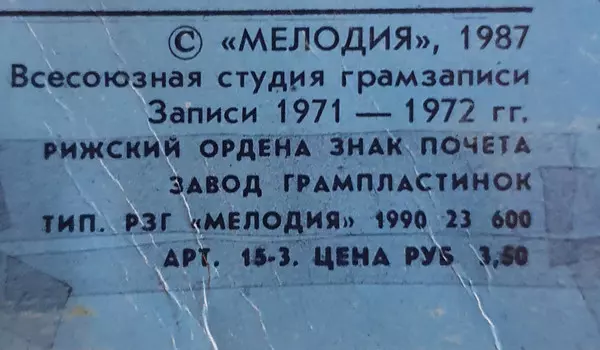 © «МЕЛОДИЯ», 1987
Всесоюзная студия грамзаписи
Записи 1971 — 1972 гг.
РИЖСКИЙ ОРДЕНА ЗНАК ПОЧЕТА
ЗАВОД ГРАМПЛАСТИНОК
ТИП. РЗГ «МЕЛОДИЯ» 1990 23 600
АРТ. 15-3. ЦЕНА РУБ 3,50